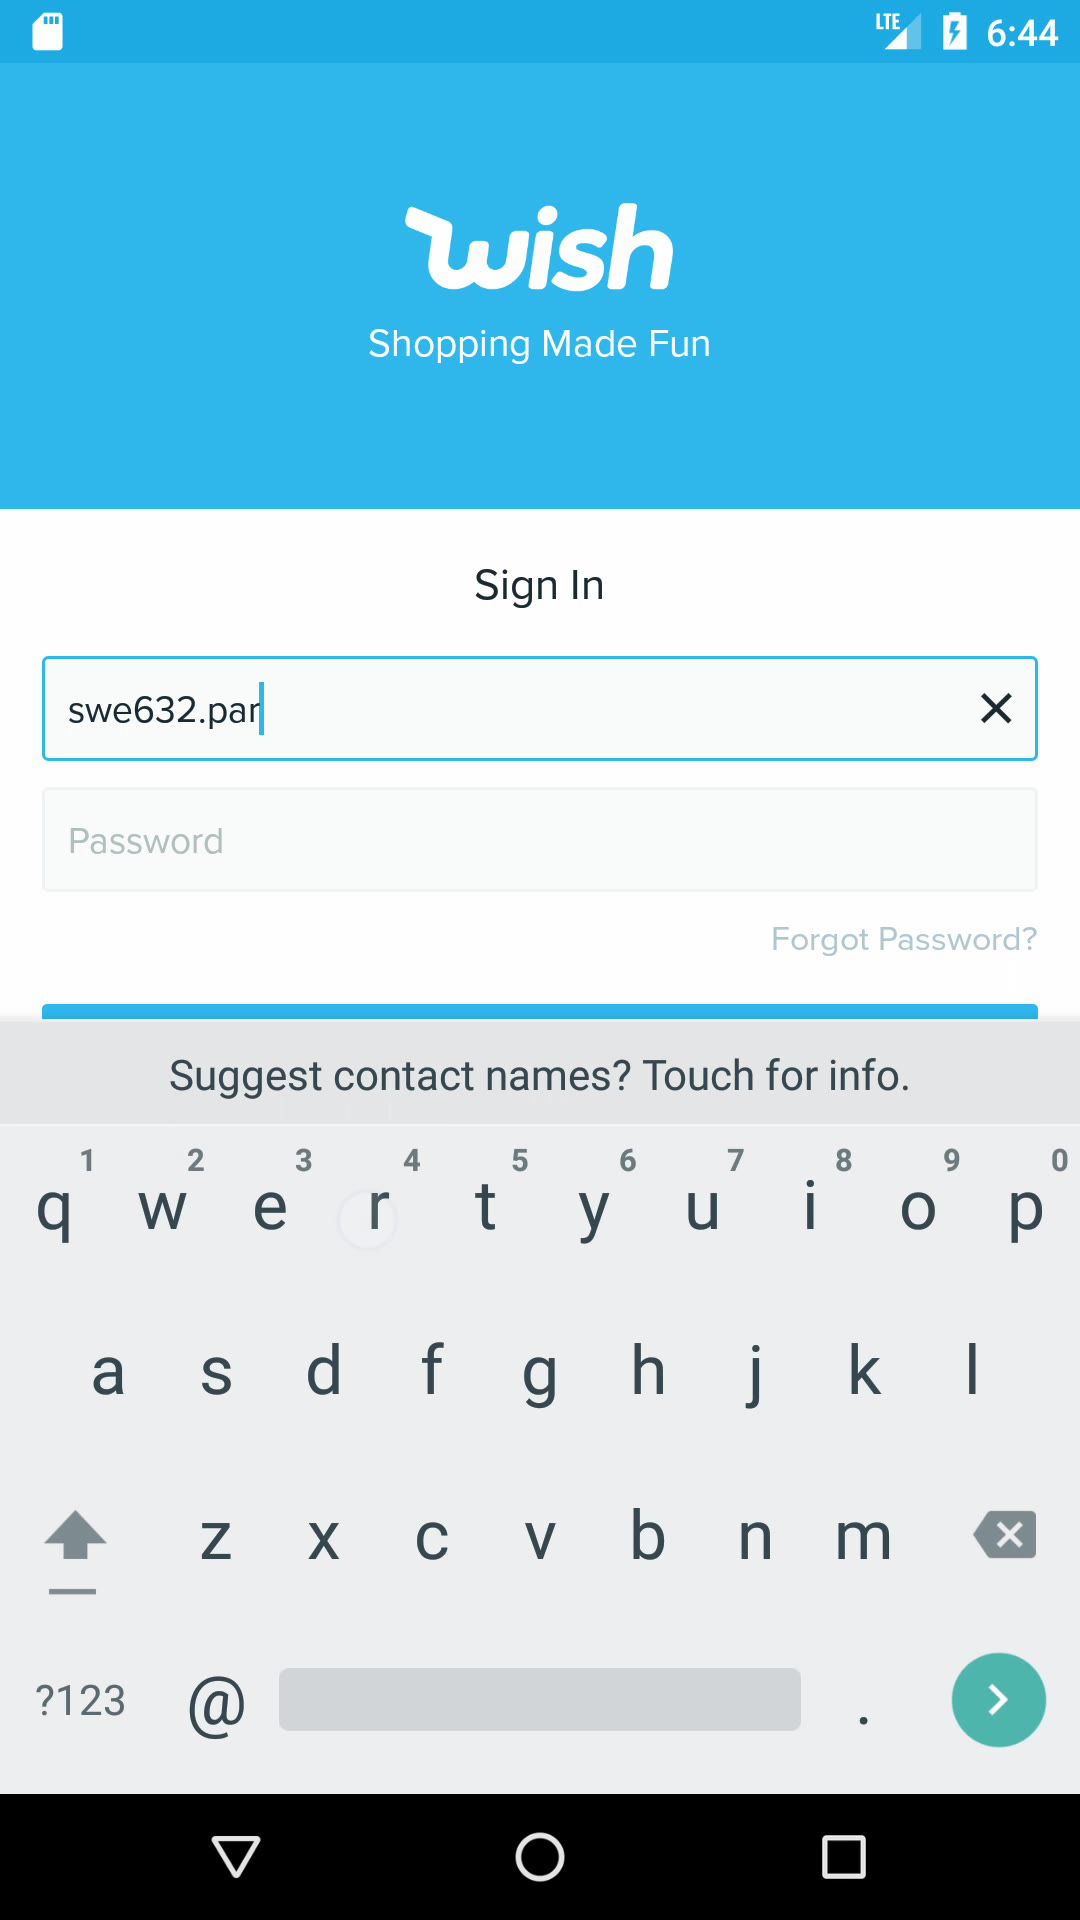 LTE 6:44
wish
Shopping Made Fun
Sign In
swe632.par
Password
Forgot Password?
Suggest contact names? Touch for info.
1 2 3 4 5 6 7 8 9 0
q w e r t y u i o p
a s d f g h j k l
z x c v b n m
?123 @ .